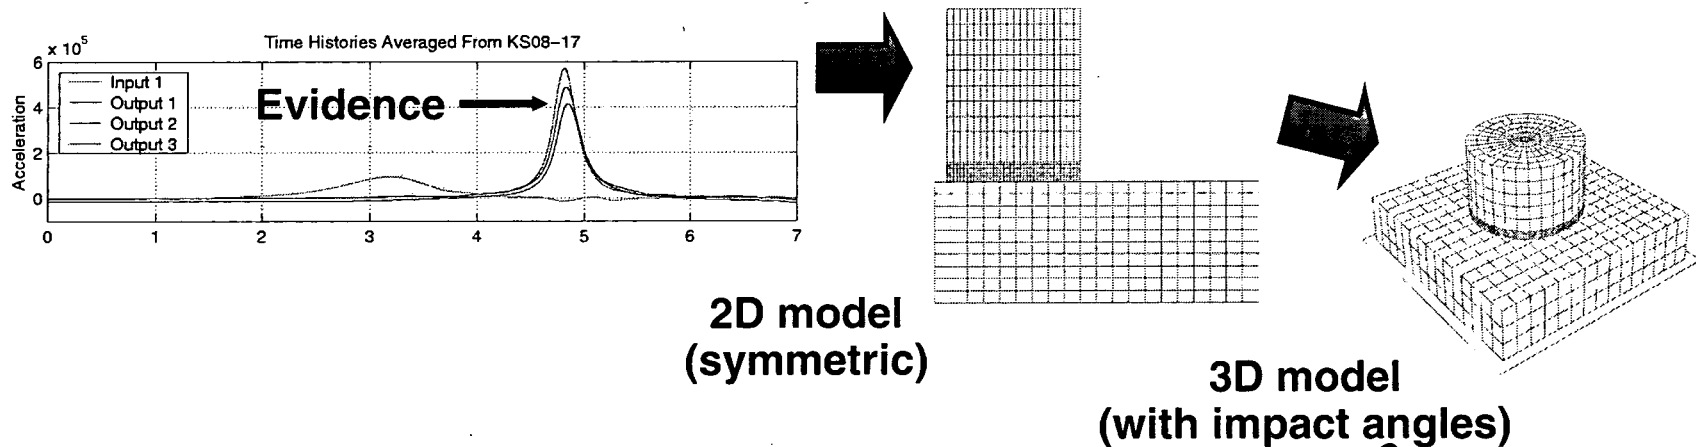 Time Histories Averaged From KS08-17
x 10^5
6
4
2
0
Acceleration
Input 1
Output 1
Output 2
Output 3
Evidence
0 1 2 3 4 5 6 7
2D model
(symmetric)
3D model
(with impact angles)